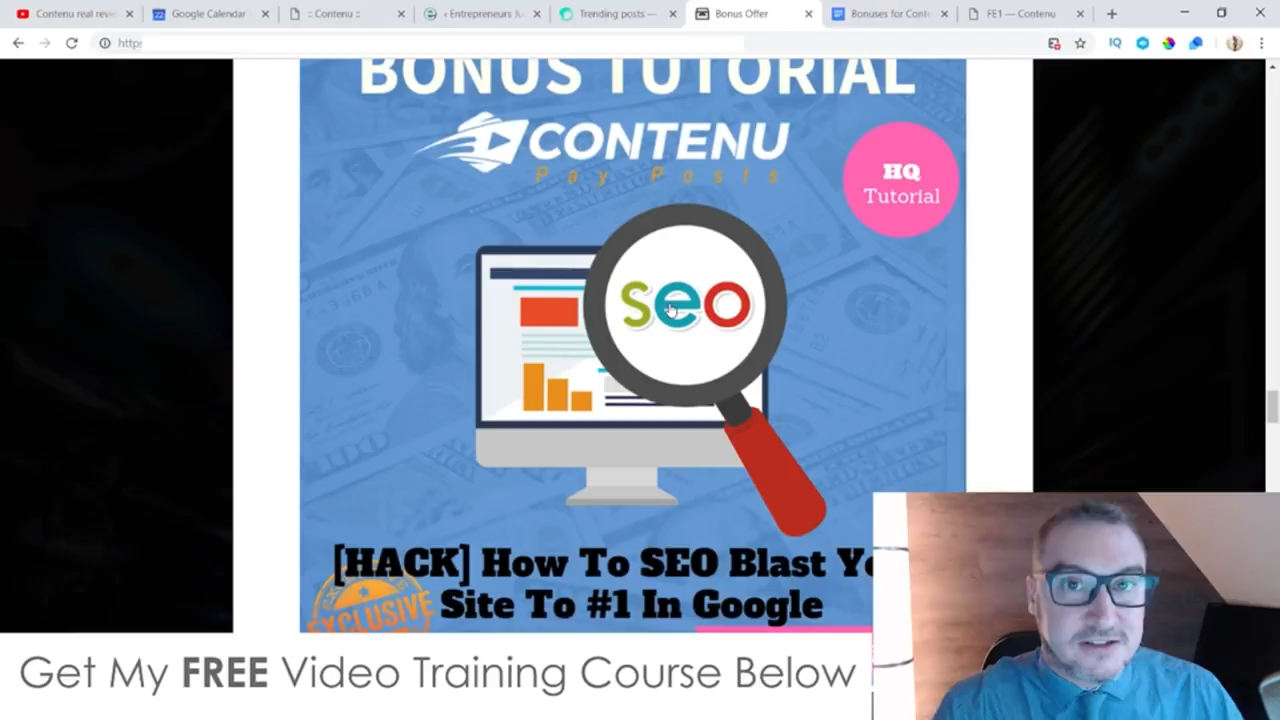 Contenu real revi
Google Calendar
:: Contenu ::
‹ Entrepreneurs Ju
Trending posts —
Bonus Offer
Bonuses for Conte
FE1 — Contenu
https
IQ
BONUS TUTORIAL
CONTENU
Pay Posts
HQ
Tutorial
seo
[HACK] How To SEO Blast Yo
Site To #1 In Google
EXCLUSIVE
Get My FREE Video Training Course Below